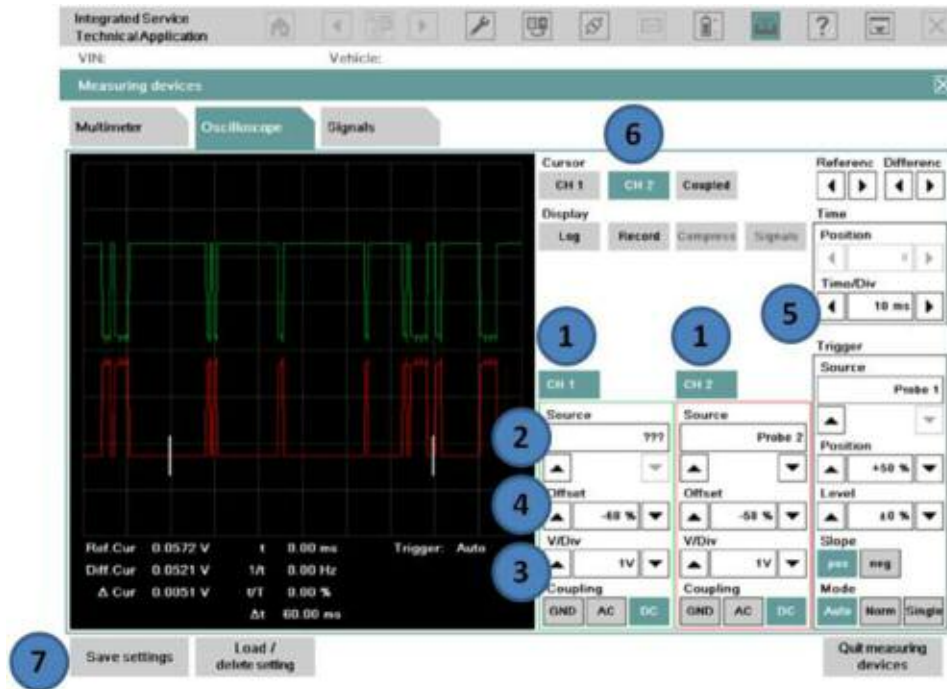 Integrated Service
Technical Application
?
VIN:
Vehicle:
Measuring devices
Multimeter
Oscilloscope
Signals
6
Cursor
CH 1
CH 2
Coupled
Referenc Differenc
Display
Log
Record
Compress
Signals
Time
Position
Time/Div
5
10 ms
1
1
CH 1
CH 2
Trigger
Source
Probe 1
Source
Source
2
???
Probe 2
Position
+50 %
Offset
Offset
4
-60 %
-50 %
Level
±0 %
V/Div
V/Div
3
1V
1V
Slope
pos
neg
Coupling
Coupling
GND
AC
DC
GND
AC
DC
Mode
Auto
Norm
Single
Ref.Cur 0.0572 V t 0.00 ms Trigger: Auto
Diff.Cur 0.0521 V 1/t 0.00 Hz
Δ Cur 0.0051 V t/T 0.00 %
Δt 60.00 ms
7
Save settings
Load /
delete setting
Quit measuring
devices